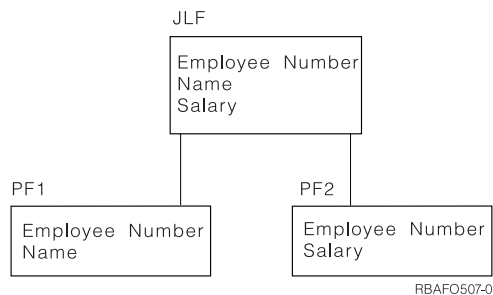 JLF
Employee Number
Name
Salary
PF1
Employee Number
Name
PF2
Employee Number
Salary
RBAFO507-0